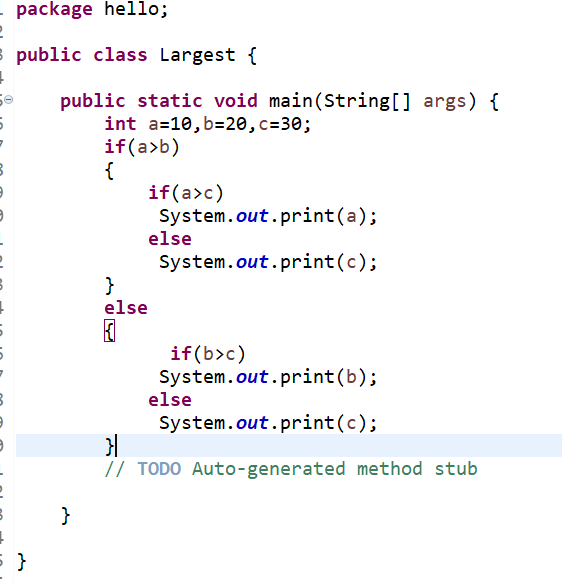 package hello;
public class Largest {
public static void main(String[] args) {
int a=10,b=20,c=30;
if(a>b)
{
if(a>c)
System.out.print(a);
else
System.out.print(c);
}
else
{
if(b>c)
System.out.print(b);
else
System.out.print(c);
}
// TODO Auto-generated method stub
}
}